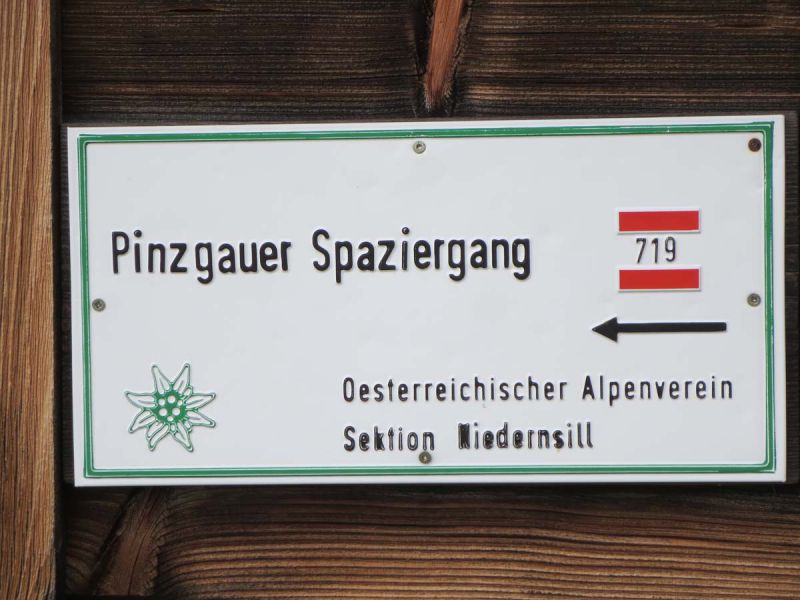 Pinzgauer Spaziergang
719
Oesterreichischer Alpenverein
Sektion Niedernsill